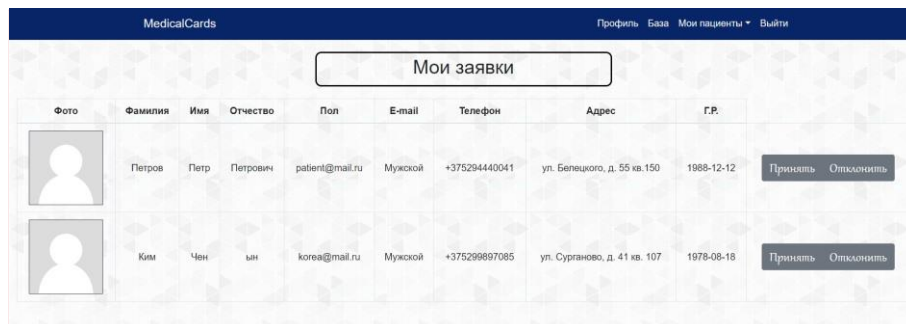 MedicalCards Профиль База Мои пациенты Выйти
Мои заявки
Фото Фамилия Имя Отчество Пол E-mail Телефон Адрес Г.Р.
Петров Петр Петрович patient@mail.ru Мужской +375294440041 ул. Белецкого, д. 55 кв.150 1988-12-12 Принять Отклонить
Ким Чен ын korea@mail.ru Мужской +375299897085 ул. Сурганово, д. 41 кв. 107 1978-08-18 Принять Отклонить